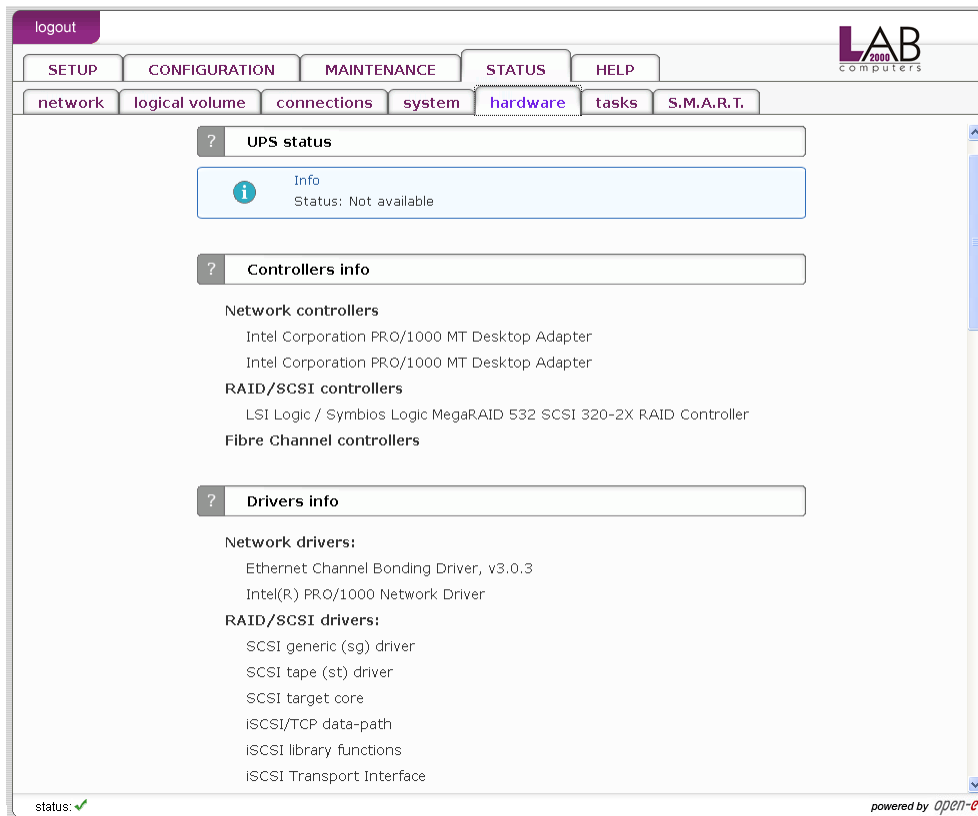 logout
LAB
2000
computers
SETUP CONFIGURATION MAINTENANCE STATUS HELP
network logical volume connections system hardware tasks S.M.A.R.T.
? UPS status
i Info
Status: Not available
? Controllers info
Network controllers
Intel Corporation PRO/1000 MT Desktop Adapter
Intel Corporation PRO/1000 MT Desktop Adapter
RAID/SCSI controllers
LSI Logic / Symbios Logic MegaRAID 532 SCSI 320-2X RAID Controller
Fibre Channel controllers
? Drivers info
Network drivers:
Ethernet Channel Bonding Driver, v3.0.3
Intel(R) PRO/1000 Network Driver
RAID/SCSI drivers:
SCSI generic (sg) driver
SCSI tape (st) driver
SCSI target core
iSCSI/TCP data-path
iSCSI library functions
iSCSI Transport Interface
status: powered by open-e